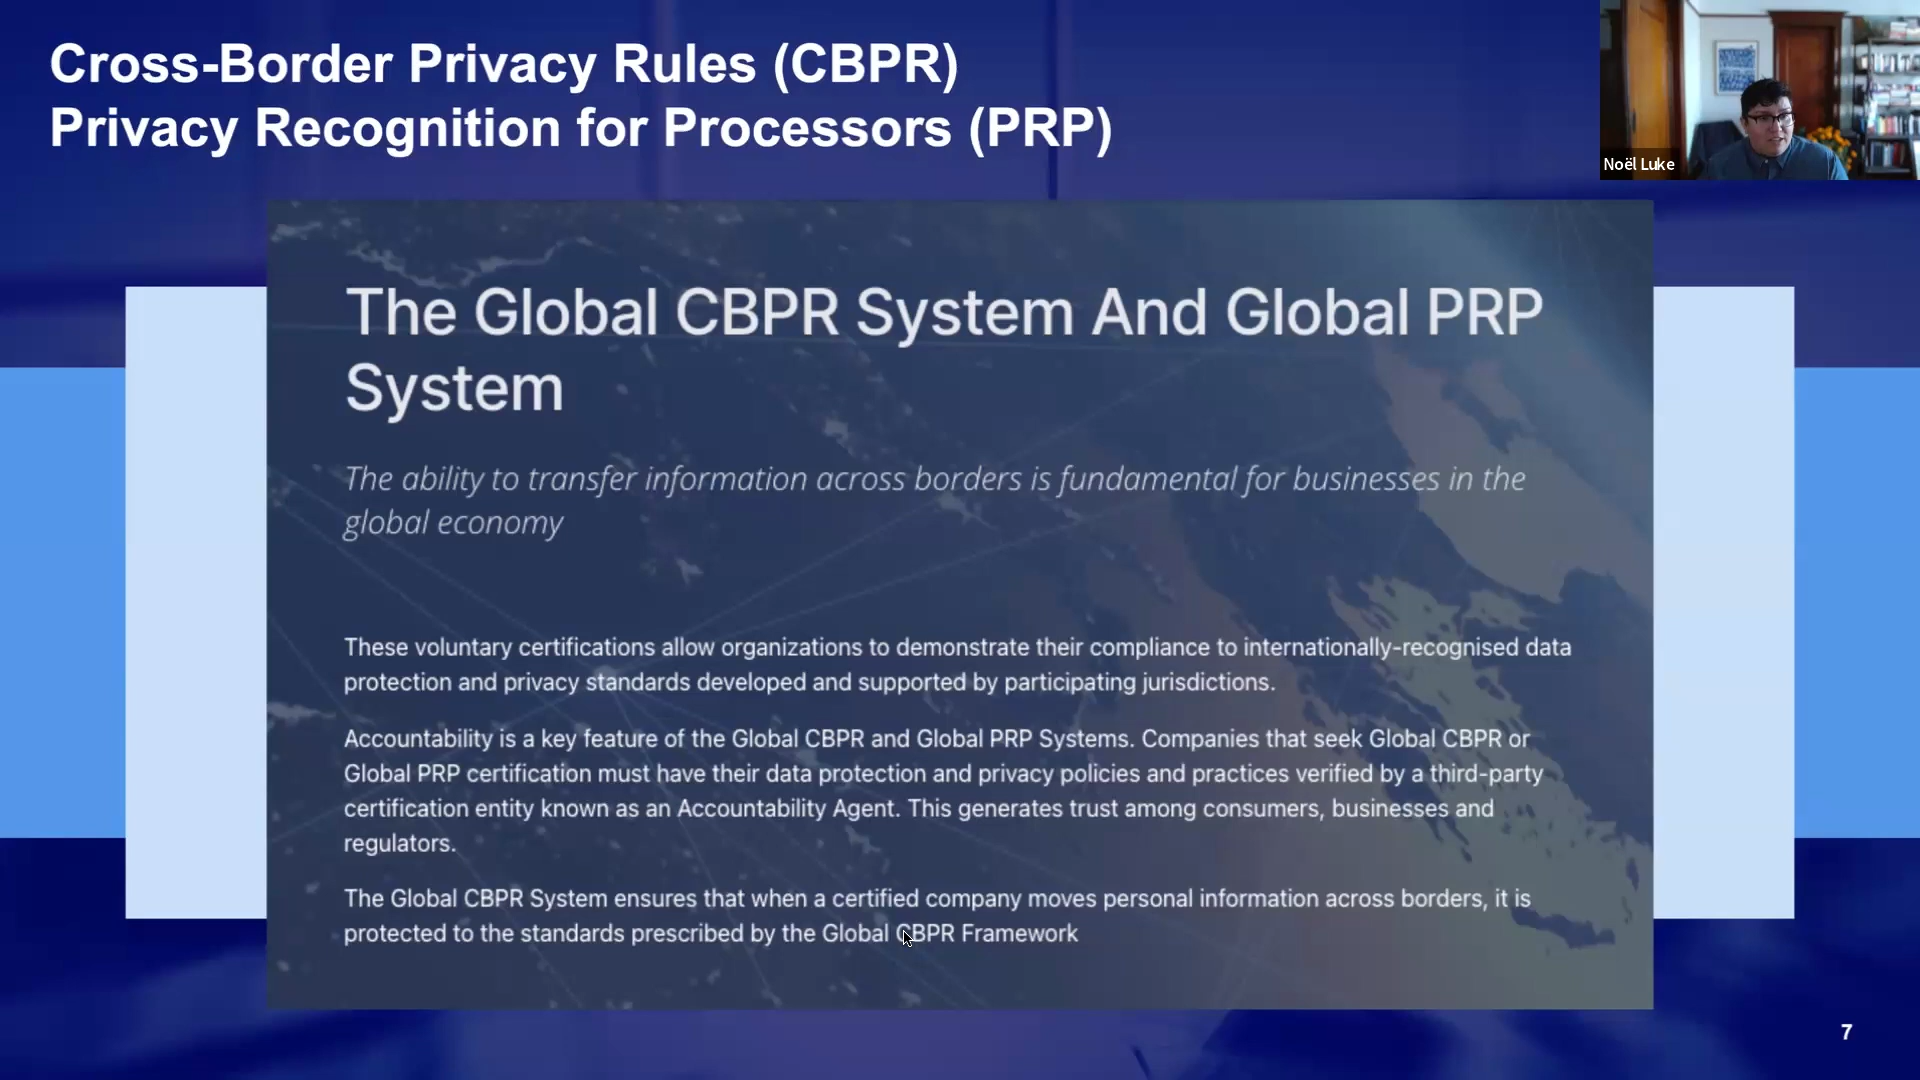 Cross-Border Privacy Rules (CBPR)
Privacy Recognition for Processors (PRP)
Noël Luke
The Global CBPR System And Global PRP
System
The ability to transfer information across borders is fundamental for businesses in the
global economy
These voluntary certifications allow organizations to demonstrate their compliance to internationally-recognised data
protection and privacy standards developed and supported by participating jurisdictions.
Accountability is a key feature of the Global CBPR and Global PRP Systems. Companies that seek Global CBPR or
Global PRP certification must have their data protection and privacy policies and practices verified by a third-party
certification entity known as an Accountability Agent. This generates trust among consumers, businesses and
regulators.
The Global CBPR System ensures that when a certified company moves personal information across borders, it is
protected to the standards prescribed by the Global CBPR Framework
7